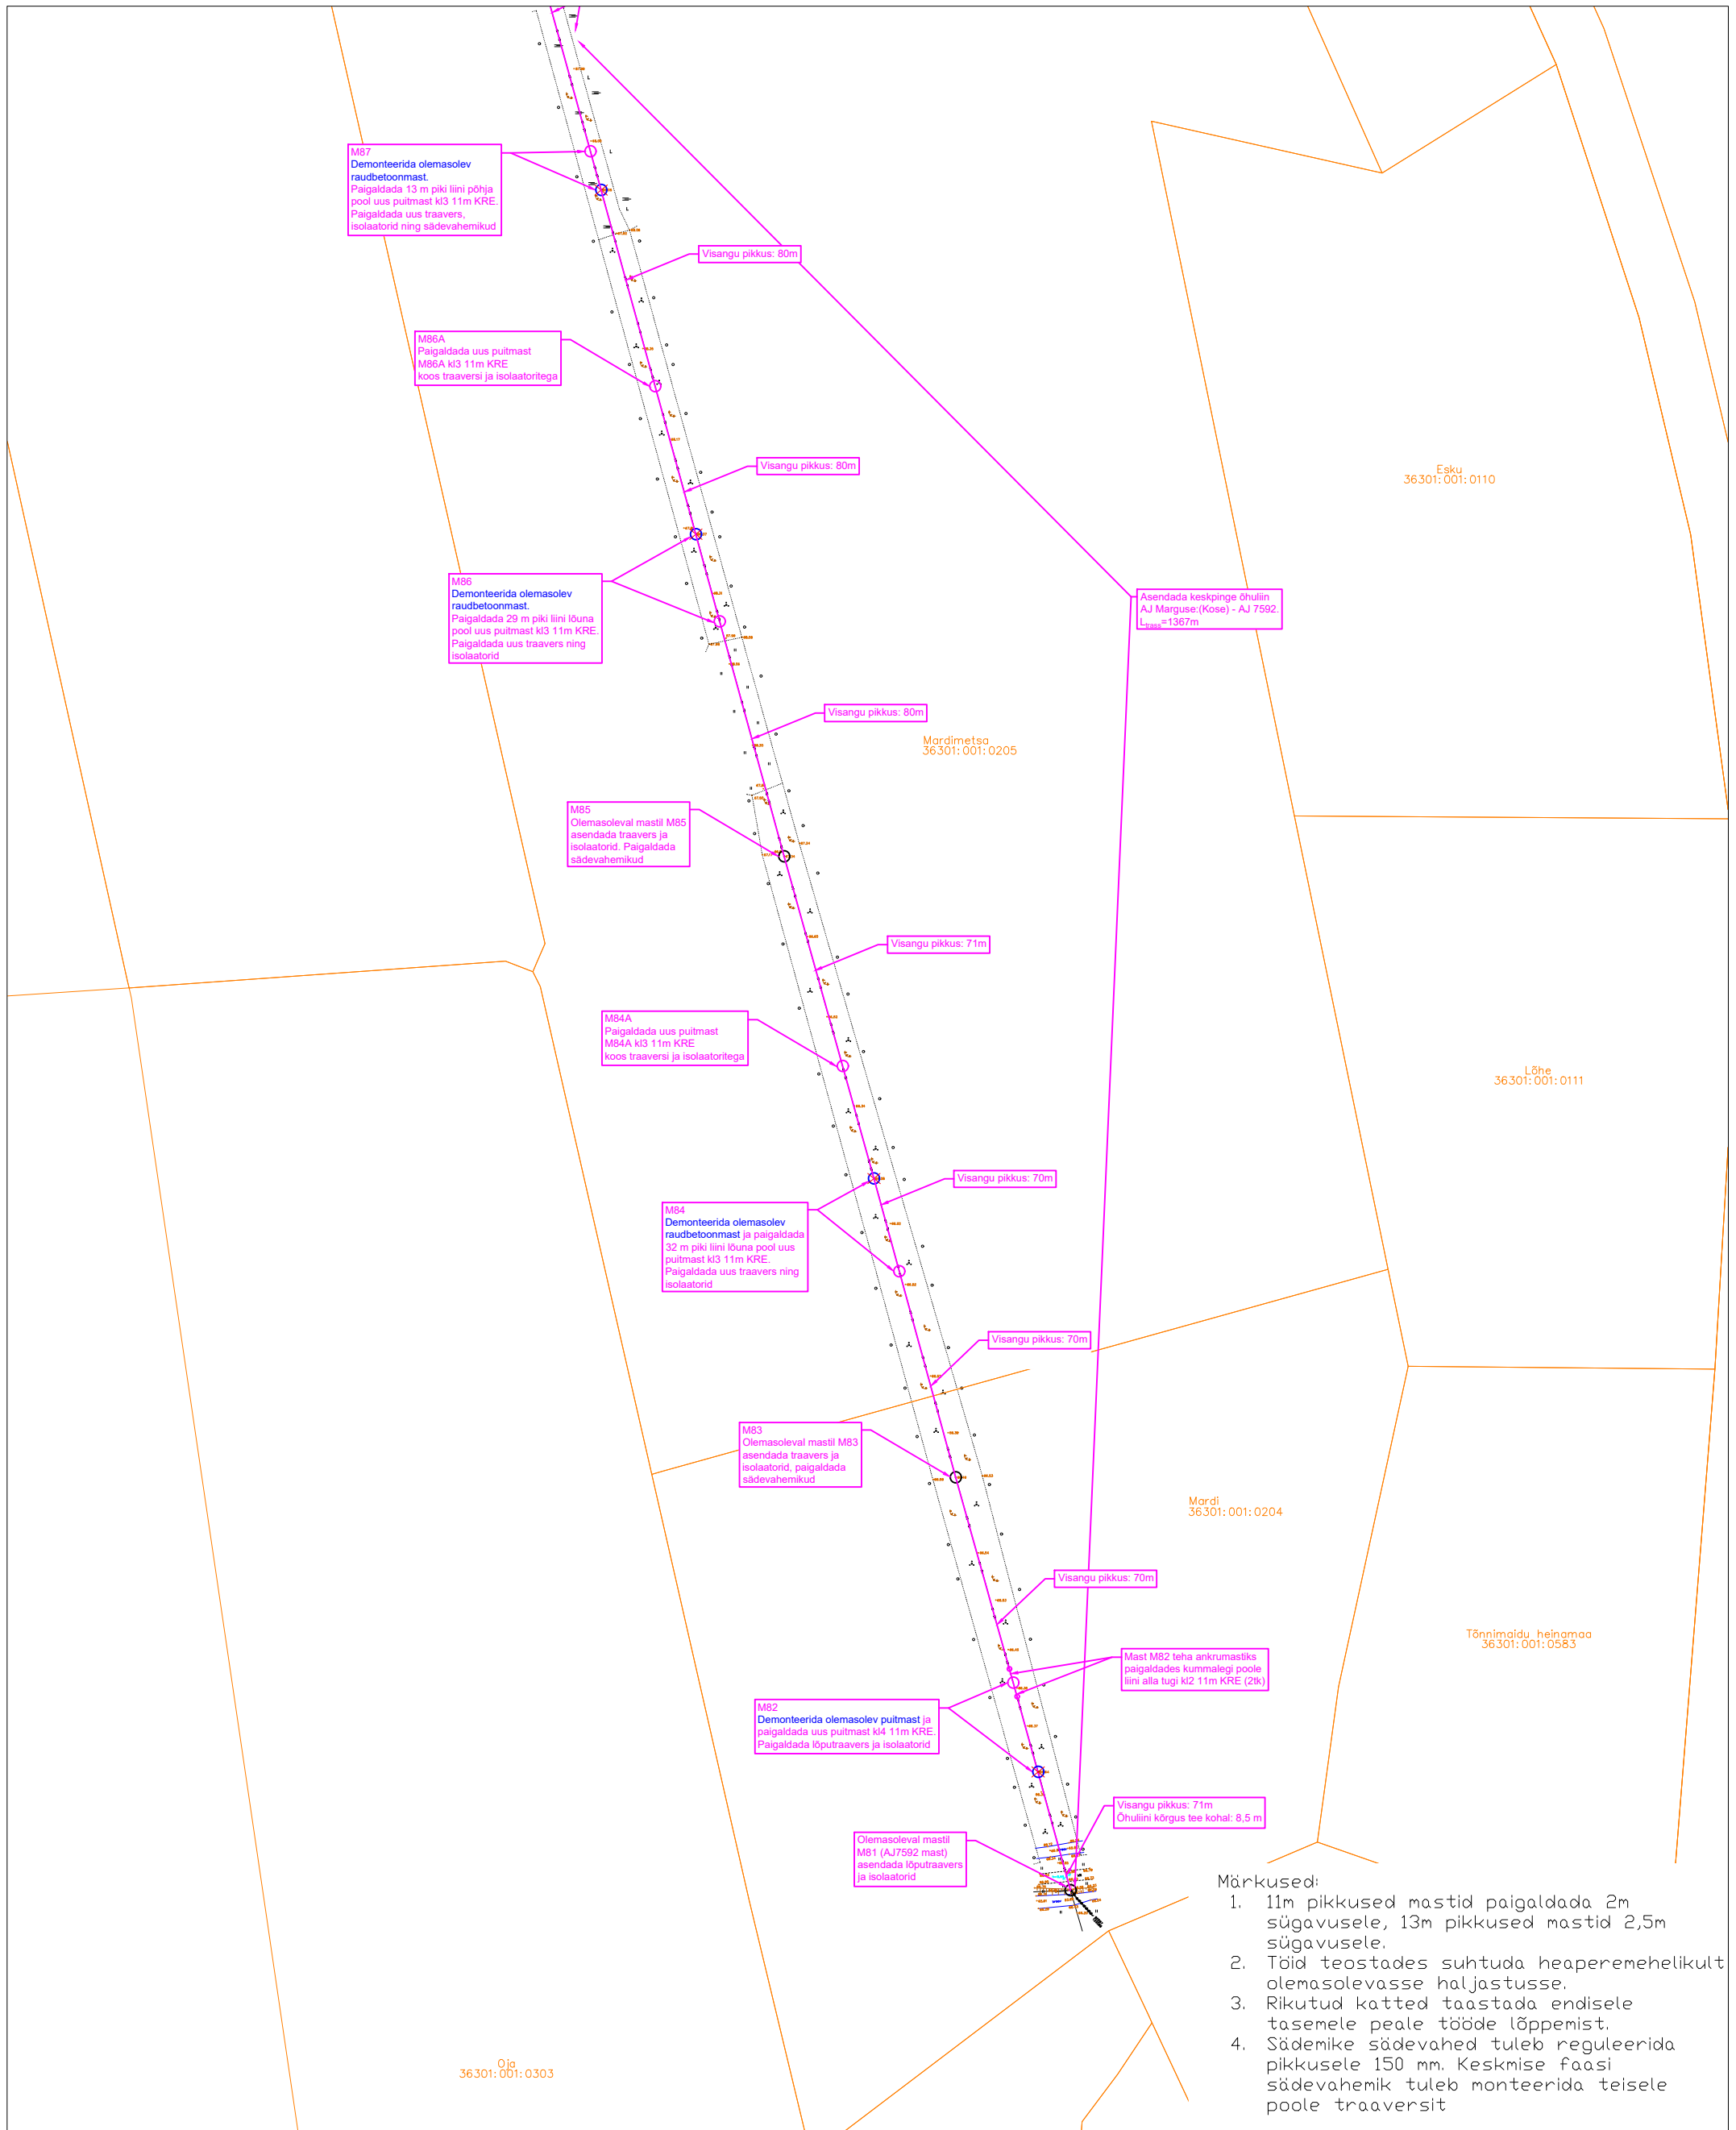 M87
Demonteerida olemasolev
raudbetoonmast.
Paigaldada 13 m piki liini põhja
pool uus puitmast kl3 11m KRE.
Paigaldada uus traavers,
isolaatorid ning sädevahemikud
Visangu pikkus: 80m
M86A
Paigaldada uus puitmast
M86A kl3 11m KRE
koos traaversi ja isolaatoritega
Visangu pikkus: 80m
Esku
36301:001:0110
M86
Demonteerida olemasolev
raudbetoonmast.
Paigaldada 29 m piki liini lõuna
pool uus puitmast kl3 11m KRE.
Paigaldada uus traavers ning
isolaatorid
Asendada keskpinge õhuliin
AJ Marguse:(Kose) - AJ 7592.
Ltrass=1367m
Visangu pikkus: 80m
Mardimetsa
36301:001:0205
M85
Olemasoleval mastil M85
asendada traavers ja
isolaatorid. Paigaldada
sädevahemikud
Visangu pikkus: 71m
M84A
Paigaldada uus puitmast
M84A kl3 11m KRE
koos traaversi ja isolaatoritega
Lõhe
36301:001:0111
Visangu pikkus: 70m
M84
Demonteerida olemasolev
raudbetoonmast ja paigaldada
32 m piki liini lõuna pool uus
puitmast kl3 11m KRE.
Paigaldada uus traavers ning
isolaatorid
Visangu pikkus: 70m
M83
Olemasoleval mastil M83
asendada traavers ja
isolaatorid, paigaldada
sädevahemikud
Mardi
36301:001:0204
Visangu pikkus: 70m
Tõnnimaidu heinamaa
36301:001:0583
Mast M82 teha ankrumastiks
paigaldades kummalegi poole
liini alla tugi kl2 11m KRE (2tk)
M82
Demonteerida olemasolev puitmast ja
paigaldada uus puitmast kl4 11m KRE.
Paigaldada lõputraavers ja isolaatorid
Visangu pikkus: 71m
Õhuliini kõrgus tee kohal: 8,5 m
Olemasoleval mastil
M81 (AJ7592 mast)
asendada lõputraavers
ja isolaatorid
Märkused:
1. 11m pikkused mastid paigaldada 2m
sügavusele, 13m pikkused mastid 2,5m
sügavusele.
2. Töid teostades suhtuda heaperemehelikult
olemasolevasse haljastusse.
3. Rikutud katted taastada endisele
tasemele peale tööde lõppemist.
4. Sädemike sädevahed tuleb reguleerida
pikkusele 150 mm. Keskmise faasi
sädevahemik tuleb monteerida teisele
poole traaversit
Oja
36301:001:0303